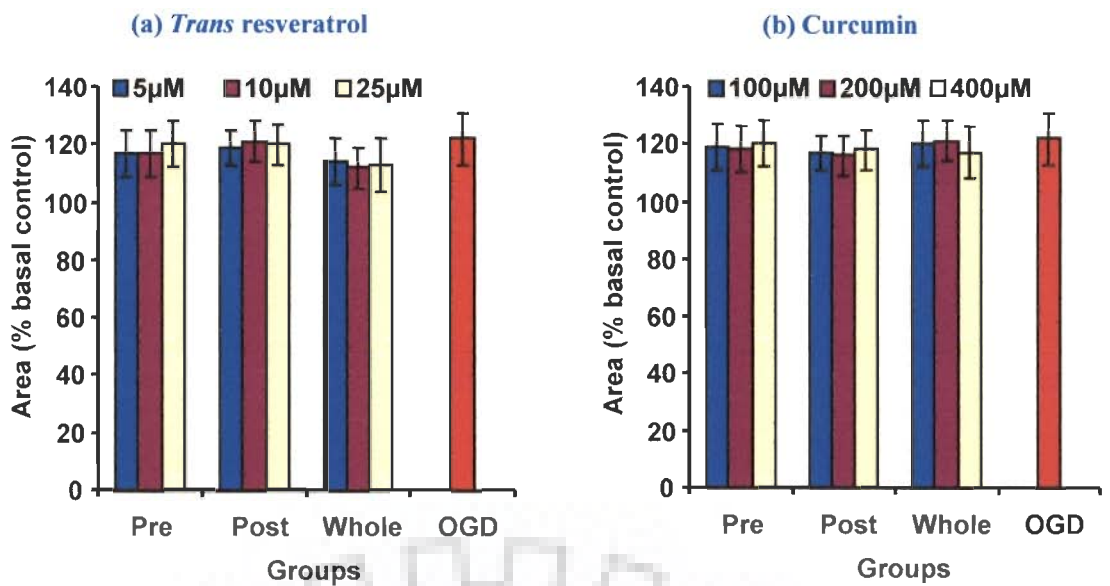 (a) Trans resveratrol
140
5µM 10µM 25µM
120
100
80
60
40
20
0
Area (% basal control)
Pre Post Whole OGD
Groups
(b) Curcumin
140
100µM 200µM 400µM
120
100
80
60
40
20
0
Area (% basal control)
Pre Post Whole OGD
Groups